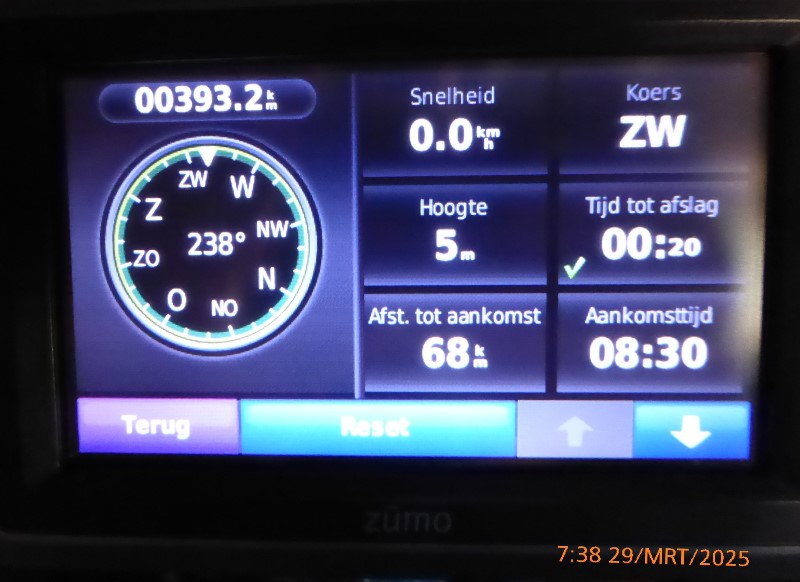 00393.2 km
ZW
W
Z
NW
238°
ZO
N
O
NO
Snelheid
0.0 km/h
Koers
ZW
Hoogte
5 m
Tijd tot afslag
00:20
Afst. tot aankomst
68 km
Aankomsttijd
08:30
Terug
Reset
zūmo
7:38 29/MRT/2025